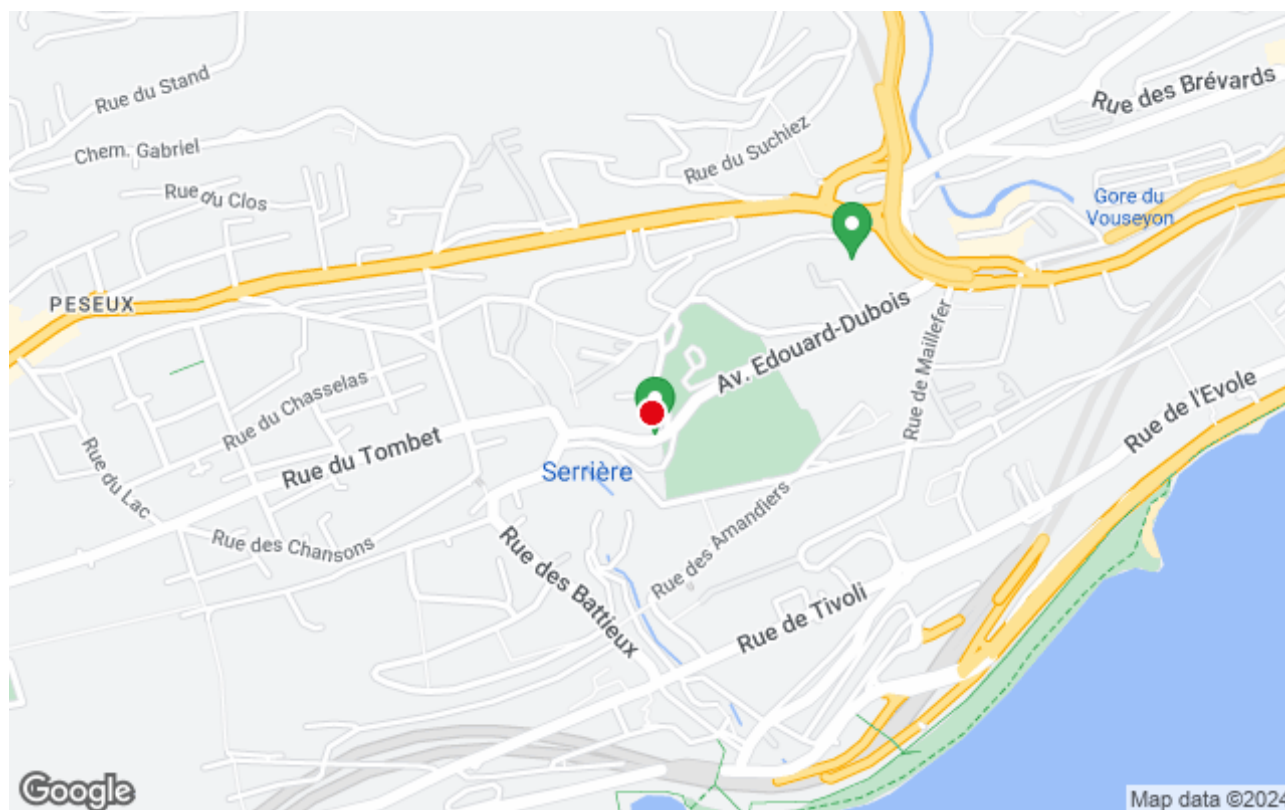 Rue du Stand
Rue des Brévards
Chem. Gabriel
Rue du Suchiez
Rue du Clos
Gore du
Vouseyon
PESEUX
Av. Edouard-Dubois
Rue de Maillefer
Rue du Chasselas
Rue de l'Evole
Rue du Tombet
Serrière
Rue du Lac
Rue des Chansons
Rue des Amandiers
Rue des Battieux
Rue de Tivoli
Google
Map data ©2024